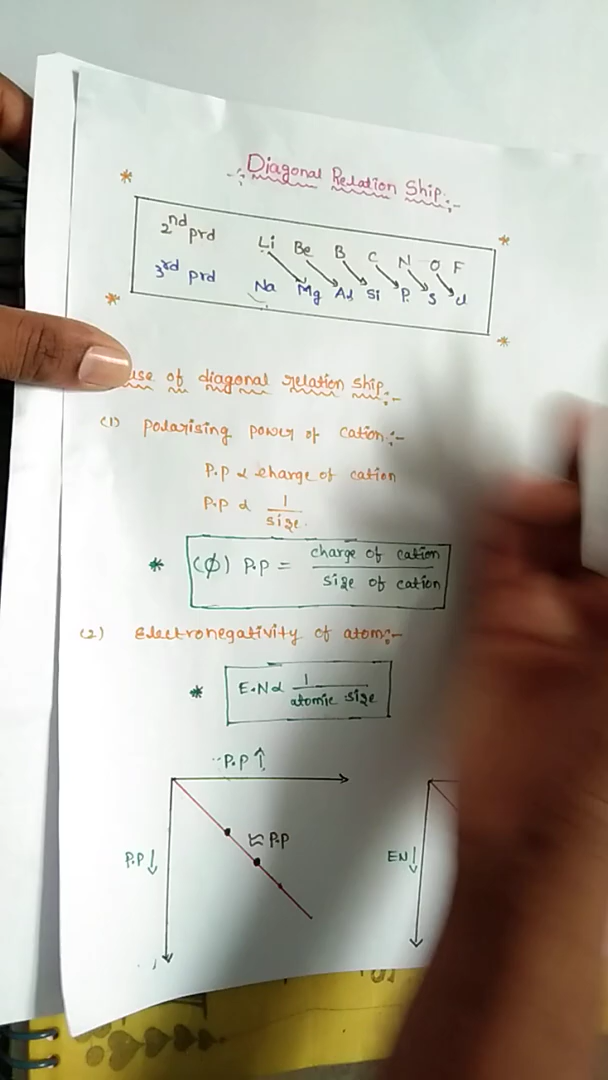 -:- Diagonal Relation Ship:-
2nd prd Li Be B C N O F
3rd prd Na Mg Al Si P S Cl
use of diagonal relation ship:-
(1) polarising power of cation:-
P.P ∝ charge of cation
P.P ∝ 1/size
* (Ø) P.P = charge of cation/size of cation
(2) Electronegativity of atom:-
* E.N ∝ 1/atomic size
P.P ↑
≈ P.P
P.P ↓
EN ↓